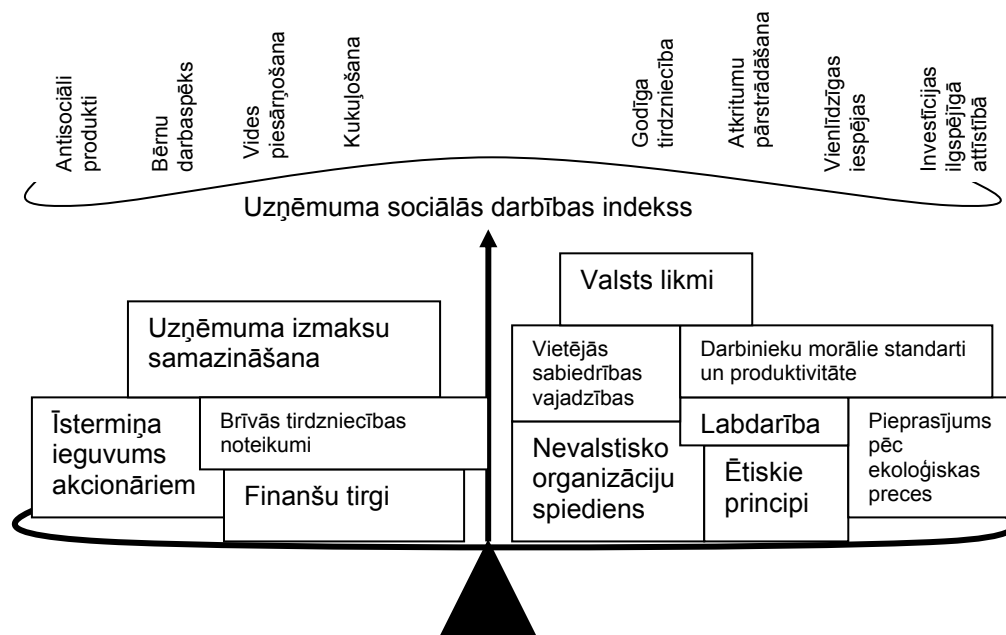 Antisociāli
produkti
Bērnu
darbaspēks
Vides
piesārņošana
Kukuļošana
Godīga
tirdzniecība
Atkritumu
pārstrādāšana
Vienlīdzīgas
iespējas
Investīcijas
ilgspējīgā
attīstībā
Uzņēmuma sociālās darbības indekss
Uzņēmuma izmaksu
samazināšana
Īstermiņa
ieguvums
akcionāriem
Brīvās tirdzniecības
noteikumi
Finanšu tirgi
Valsts likmi
Vietējās
sabiedrības
vajadzības
Darbinieku morālie standarti
un produktivitāte
Nevalstisko
organizāciju
spiediens
Labdarība
Ētiskie
principi
Pieprasījums
pēc
ekoloģiskas
preces